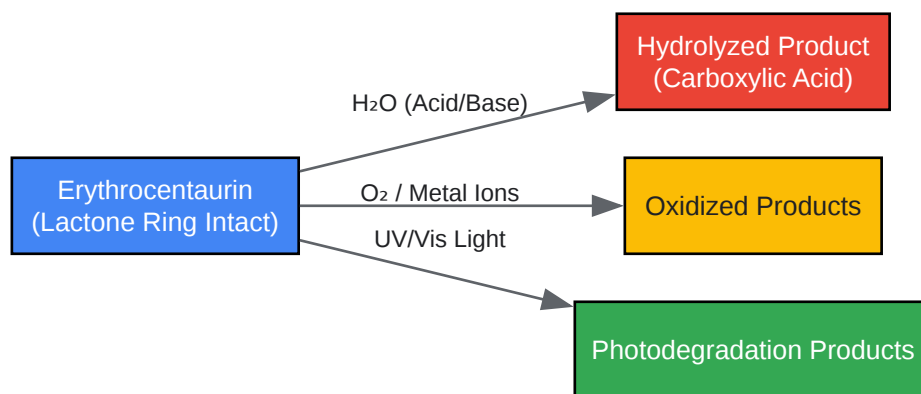 Hydrolyzed Product
(Carboxylic Acid)
H₂O (Acid/Base)
Erythrocentaurin
(Lactone Ring Intact)
O₂ / Metal Ions
Oxidized Products
UV/Vis Light
Photodegradation Products